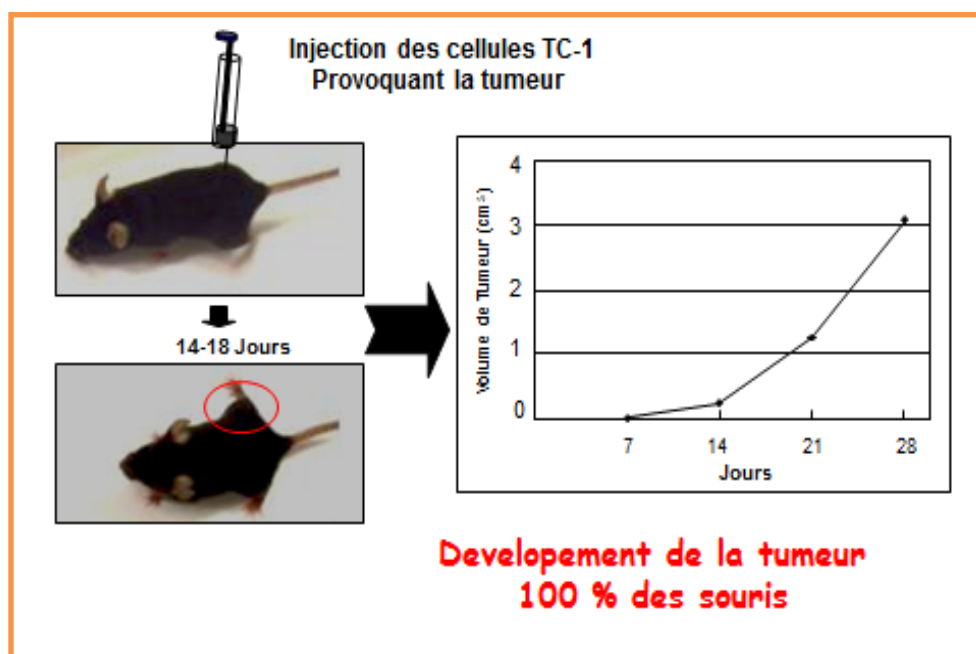 Injection des cellules TC-1
Provoquant la tumeur
14-18 Jours
Volume de Tumeur (cm³)
4
3
2
1
0
7 14 21 28
Jours
Developement de la tumeur
100 % des souris